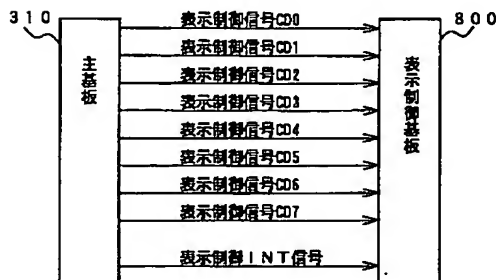 310
800
主基板
表示制御信号CD0
表示制御信号CD1
表示制御信号CD2
表示制御信号CD3
表示制御信号CD4
表示制御信号CD5
表示制御信号CD6
表示制御信号CD7
表示制御INT信号
表示制御基板